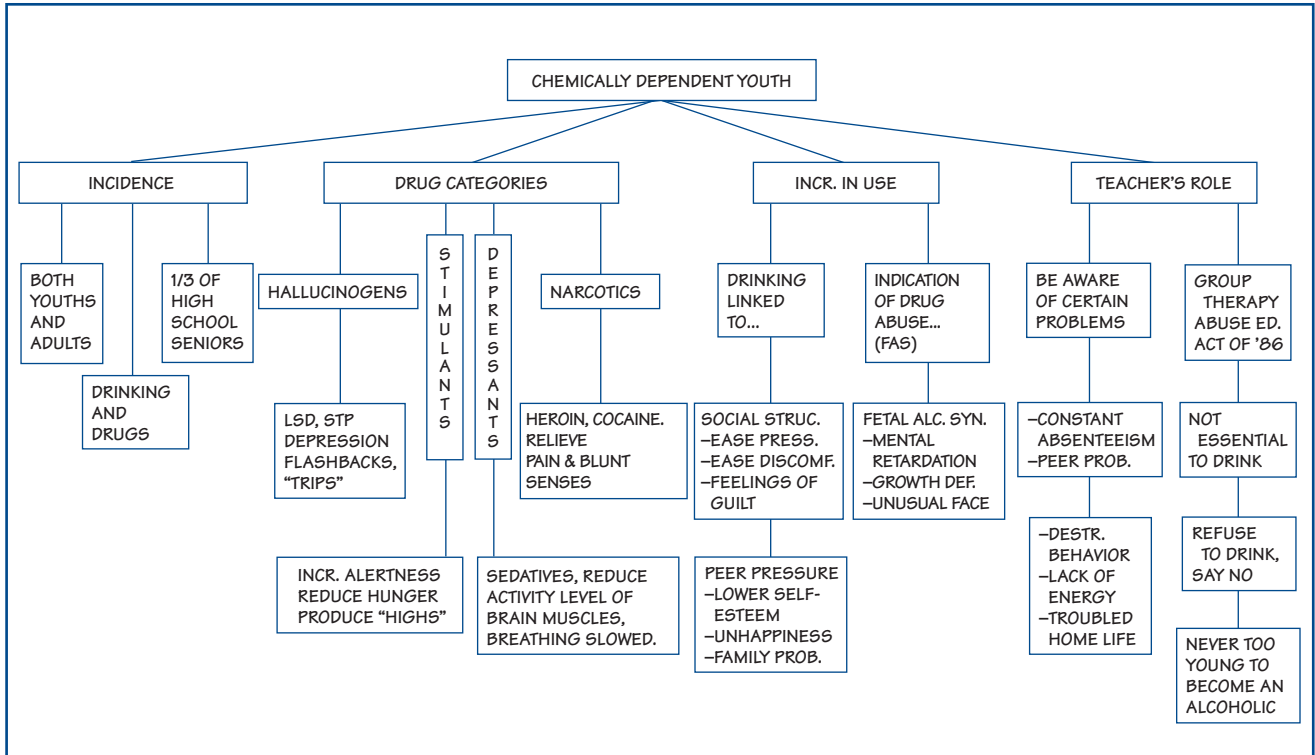 CHEMICALLY DEPENDENT YOUTH
INCIDENCE
BOTH
YOUTHS
AND
ADULTS
DRINKING
AND
DRUGS
1/3 OF
HIGH
SCHOOL
SENIORS
DRUG CATEGORIES
HALLUCINOGENS
LSD, STP
DEPRESSION
FLASHBACKS,
“TRIPS”
STIMULANTS
INCR. ALERTNESS
REDUCE HUNGER
PRODUCE “HIGHS”
DEPRESSANTS
SEDATIVES, REDUCE
ACTIVITY LEVEL OF
BRAIN MUSCLES,
BREATHING SLOWED.
NARCOTICS
HEROIN, COCAINE.
RELIEVE
PAIN & BLUNT
SENSES
INCR. IN USE
DRINKING
LINKED
TO...
SOCIAL STRUC.
–EASE PRESS.
–EASE DISCOMF.
–FEELINGS OF
GUILT
PEER PRESSURE
–LOWER SELF-
ESTEEM
–UNHAPPINESS
–FAMILY PROB.
INDICATION
OF DRUG
ABUSE...
(FAS)
FETAL ALC. SYN.
–MENTAL
RETARDATION
–GROWTH DEF.
–UNUSUAL FACE
TEACHER’S ROLE
BE AWARE
OF CERTAIN
PROBLEMS
–CONSTANT
ABSENTEEISM
–PEER PROB.
–DESTR.
BEHAVIOR
–LACK OF
ENERGY
–TROUBLED
HOME LIFE
GROUP
THERAPY
ABUSE ED.
ACT OF ’86
NOT
ESSENTIAL
TO DRINK
REFUSE
TO DRINK,
SAY NO
NEVER TOO
YOUNG TO
BECOME AN
ALCOHOLIC